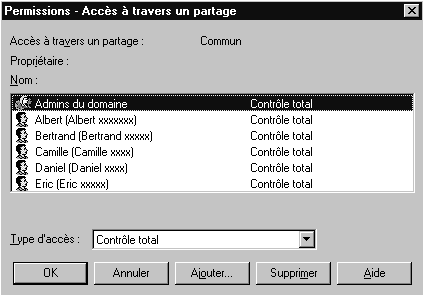 Permissions - Accès à travers un partage
Accès à travers un partage : Commun
Propriétaire :
Nom :
Admins du domaine Contrôle total
Albert (Albert xxxxxxx) Contrôle total
Bertrand (Bertrand xxxxx) Contrôle total
Camille (Camille xxxx) Contrôle total
Daniel (Daniel xxxx) Contrôle total
Eric (Eric xxxxx) Contrôle total
Type d'accès : Contrôle total
OK Annuler Ajouter... Supprimer Aide